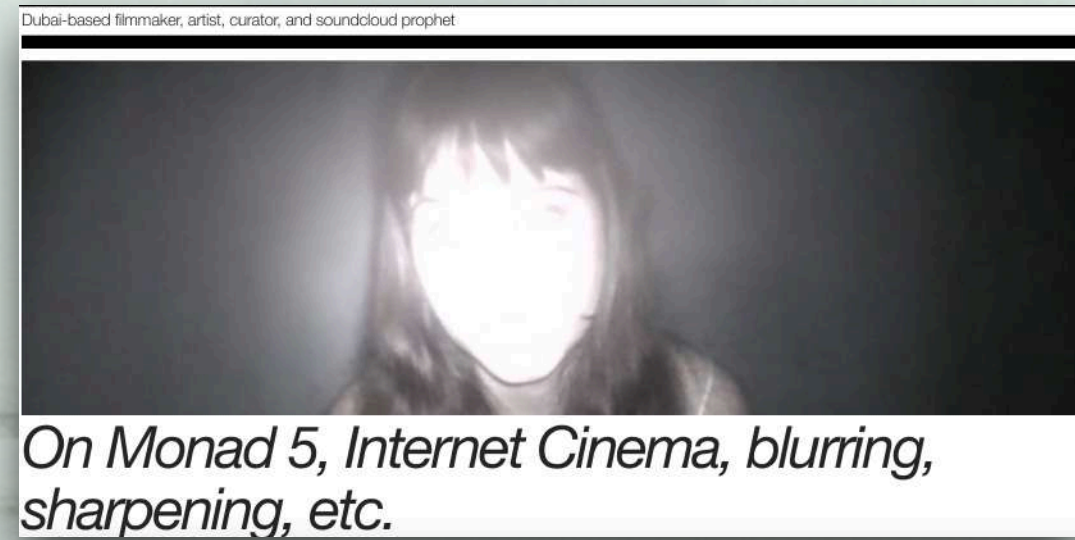 Dubai-based filmmaker, artist, curator, and soundcloud prophet
On Monad 5, Internet Cinema, blurring,
sharpening, etc.